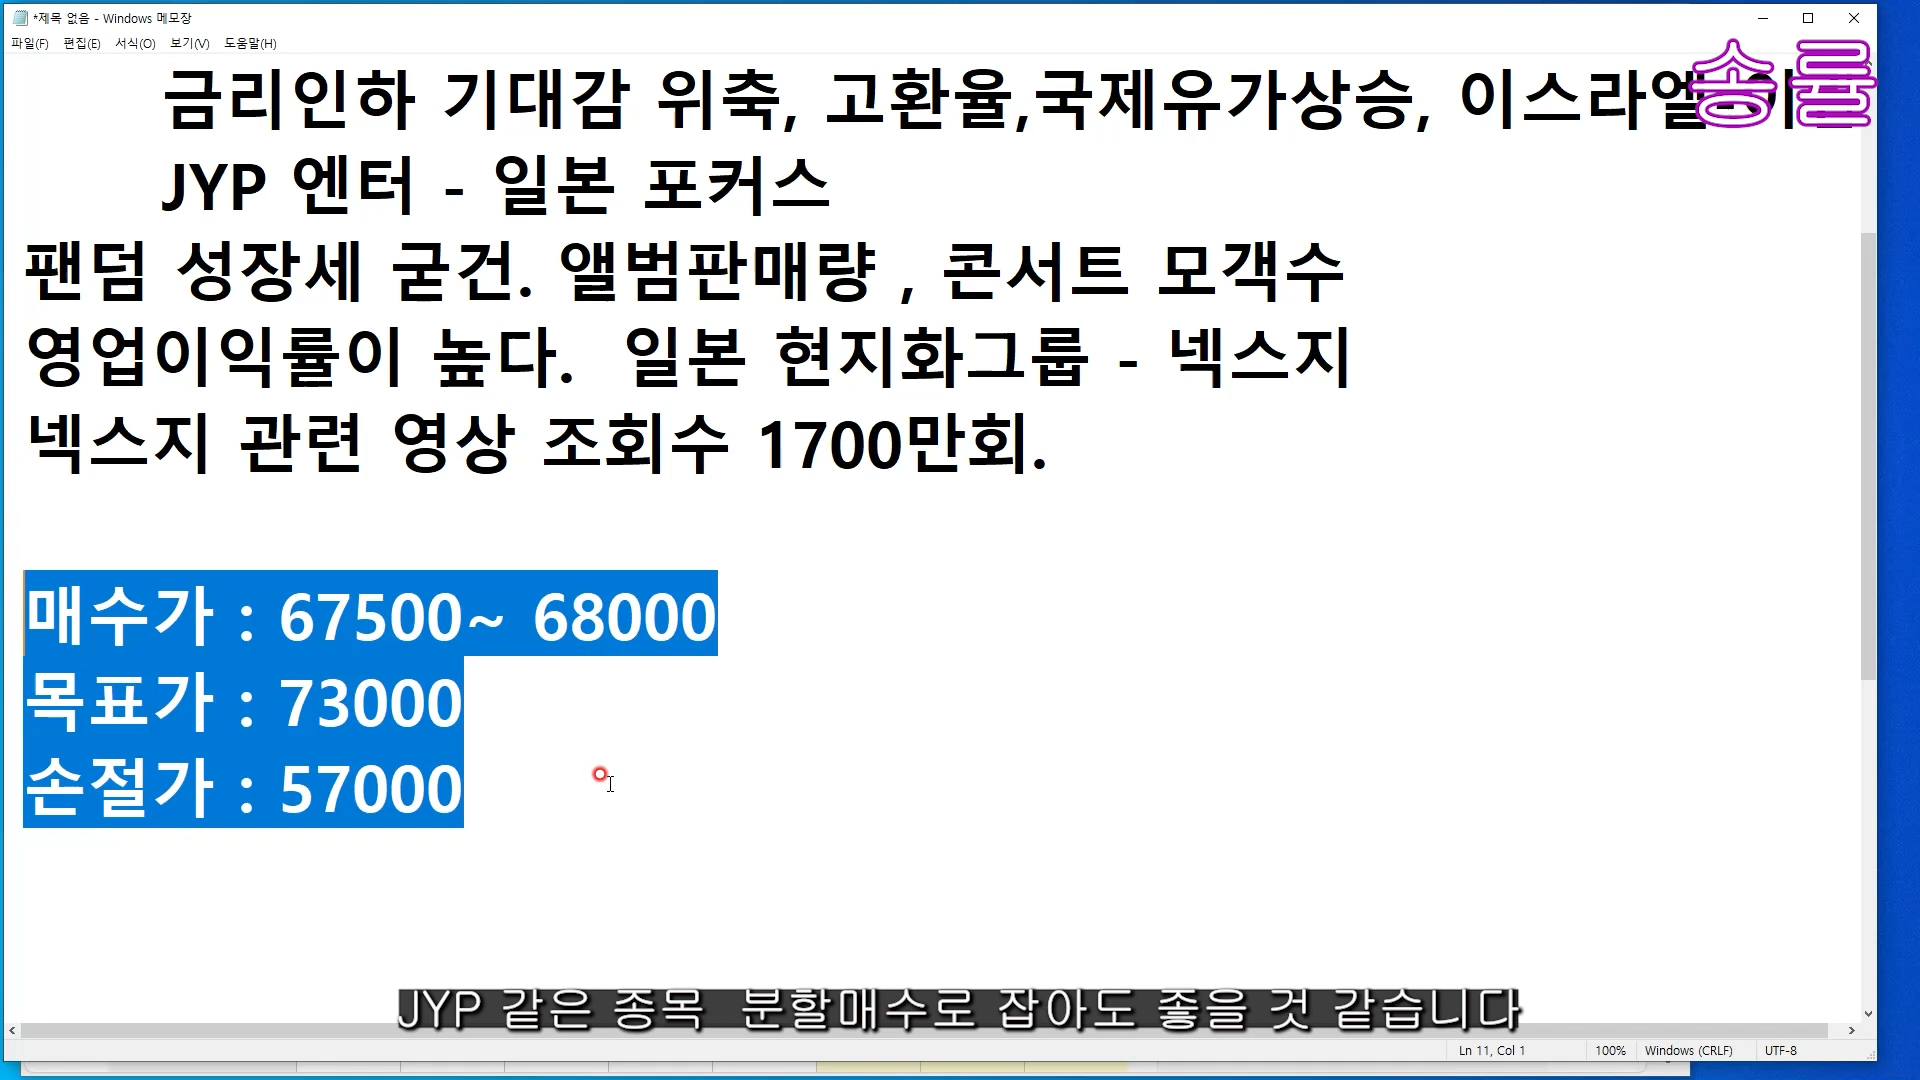 *제목 없음 - Windows 메모장
파일(F) 편집(E) 서식(O) 보기(V) 도움말(H)
송률
금리인하 기대감 위축, 고환율,국제유가상승, 이스라엘
JYP 엔터 - 일본 포커스
팬덤 성장세 굳건. 앨범판매량 , 콘서트 모객수
영업이익률이 높다. 일본 현지화그룹 - 넥스지
넥스지 관련 영상 조회수 1700만회.
매수가 : 67500~ 68000
목표가 : 73000
손절가 : 57000
JYP 같은 종목 분할매수로 잡아도 좋을 것 같습니다
Ln 11, Col 1 100% Windows (CRLF) UTF-8